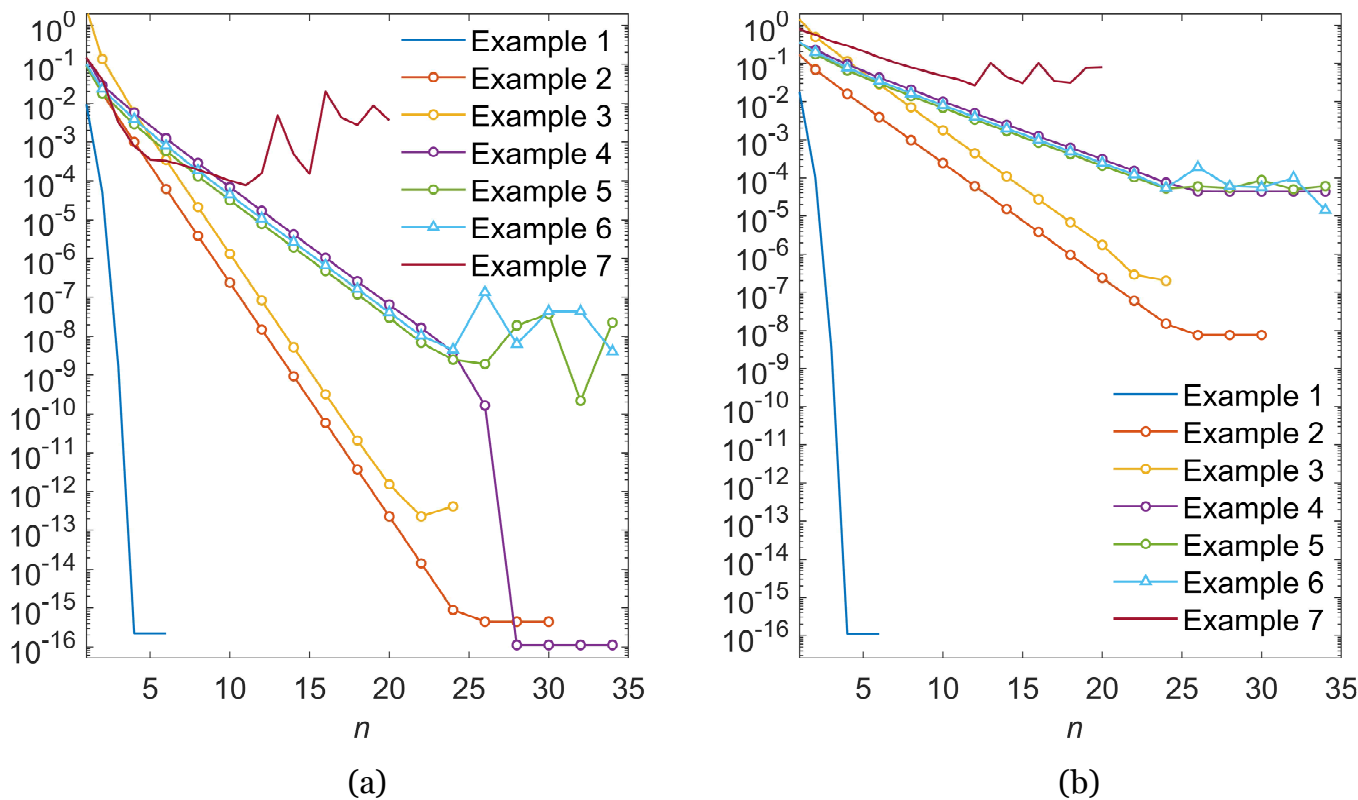 10^0
10^-1
10^-2
10^-3
10^-4
10^-5
10^-6
10^-7
10^-8
10^-9
10^-10
10^-11
10^-12
10^-13
10^-14
10^-15
10^-16
Example 1
Example 2
Example 3
Example 4
Example 5
Example 6
Example 7
5 10 15 20 25 30 35
n
(a)
10^0
10^-1
10^-2
10^-3
10^-4
10^-5
10^-6
10^-7
10^-8
10^-9
10^-10
10^-11
10^-12
10^-13
10^-14
10^-15
10^-16
Example 1
Example 2
Example 3
Example 4
Example 5
Example 6
Example 7
5 10 15 20 25 30 35
n
(b)